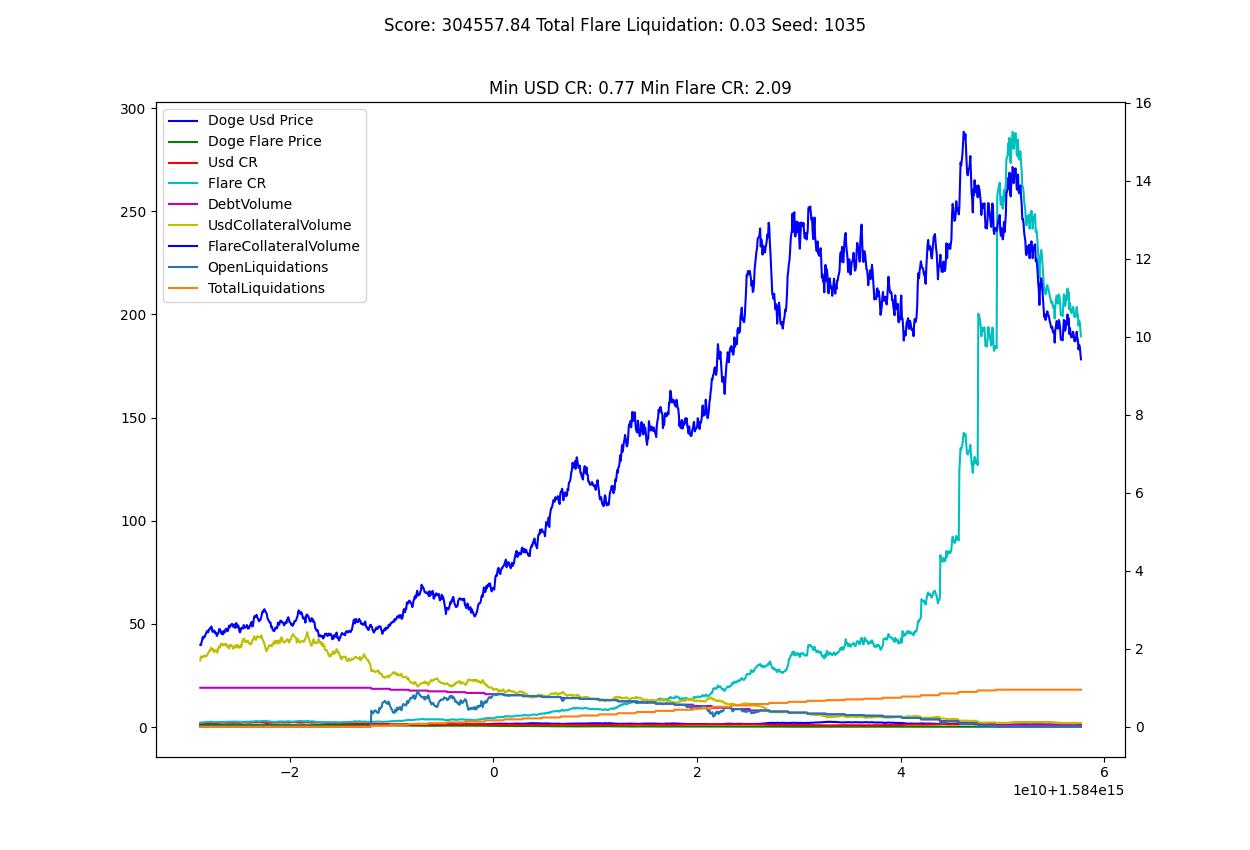 Score: 304557.84 Total Flare Liquidation: 0.03 Seed: 1035
Min USD CR: 0.77 Min Flare CR: 2.09
Doge Usd Price
Doge Flare Price
Usd CR
Flare CR
DebtVolume
UsdCollateralVolume
FlareCollateralVolume
OpenLiquidations
TotalLiquidations
300
250
200
150
100
50
0
16
14
12
10
8
6
4
2
0
−2 0 2 4 6
1e10+1.584e15